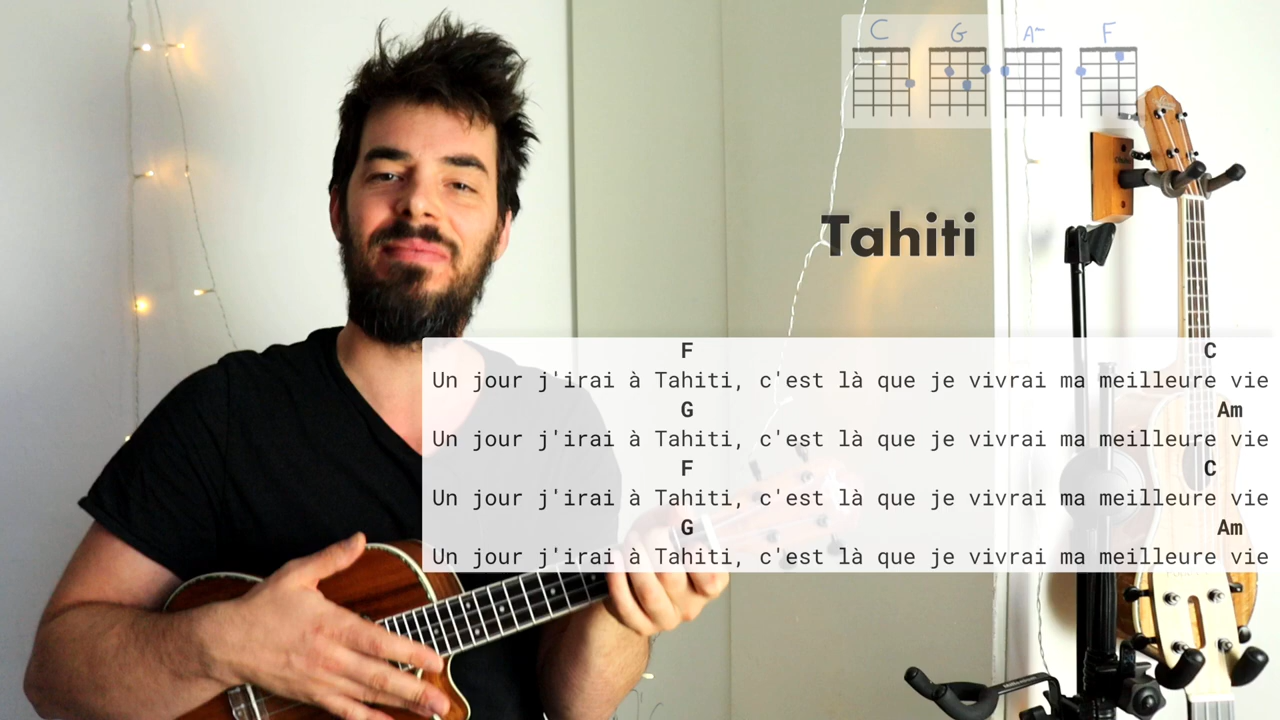 C G Am F
Tahiti
F C
Un jour j'irai à Tahiti, c'est là que je vivrai ma meilleure vie
G Am
Un jour j'irai à Tahiti, c'est là que je vivrai ma meilleure vie
F C
Un jour j'irai à Tahiti, c'est là que je vivrai ma meilleure vie
G Am
Un jour j'irai à Tahiti, c'est là que je vivrai ma meilleure vie